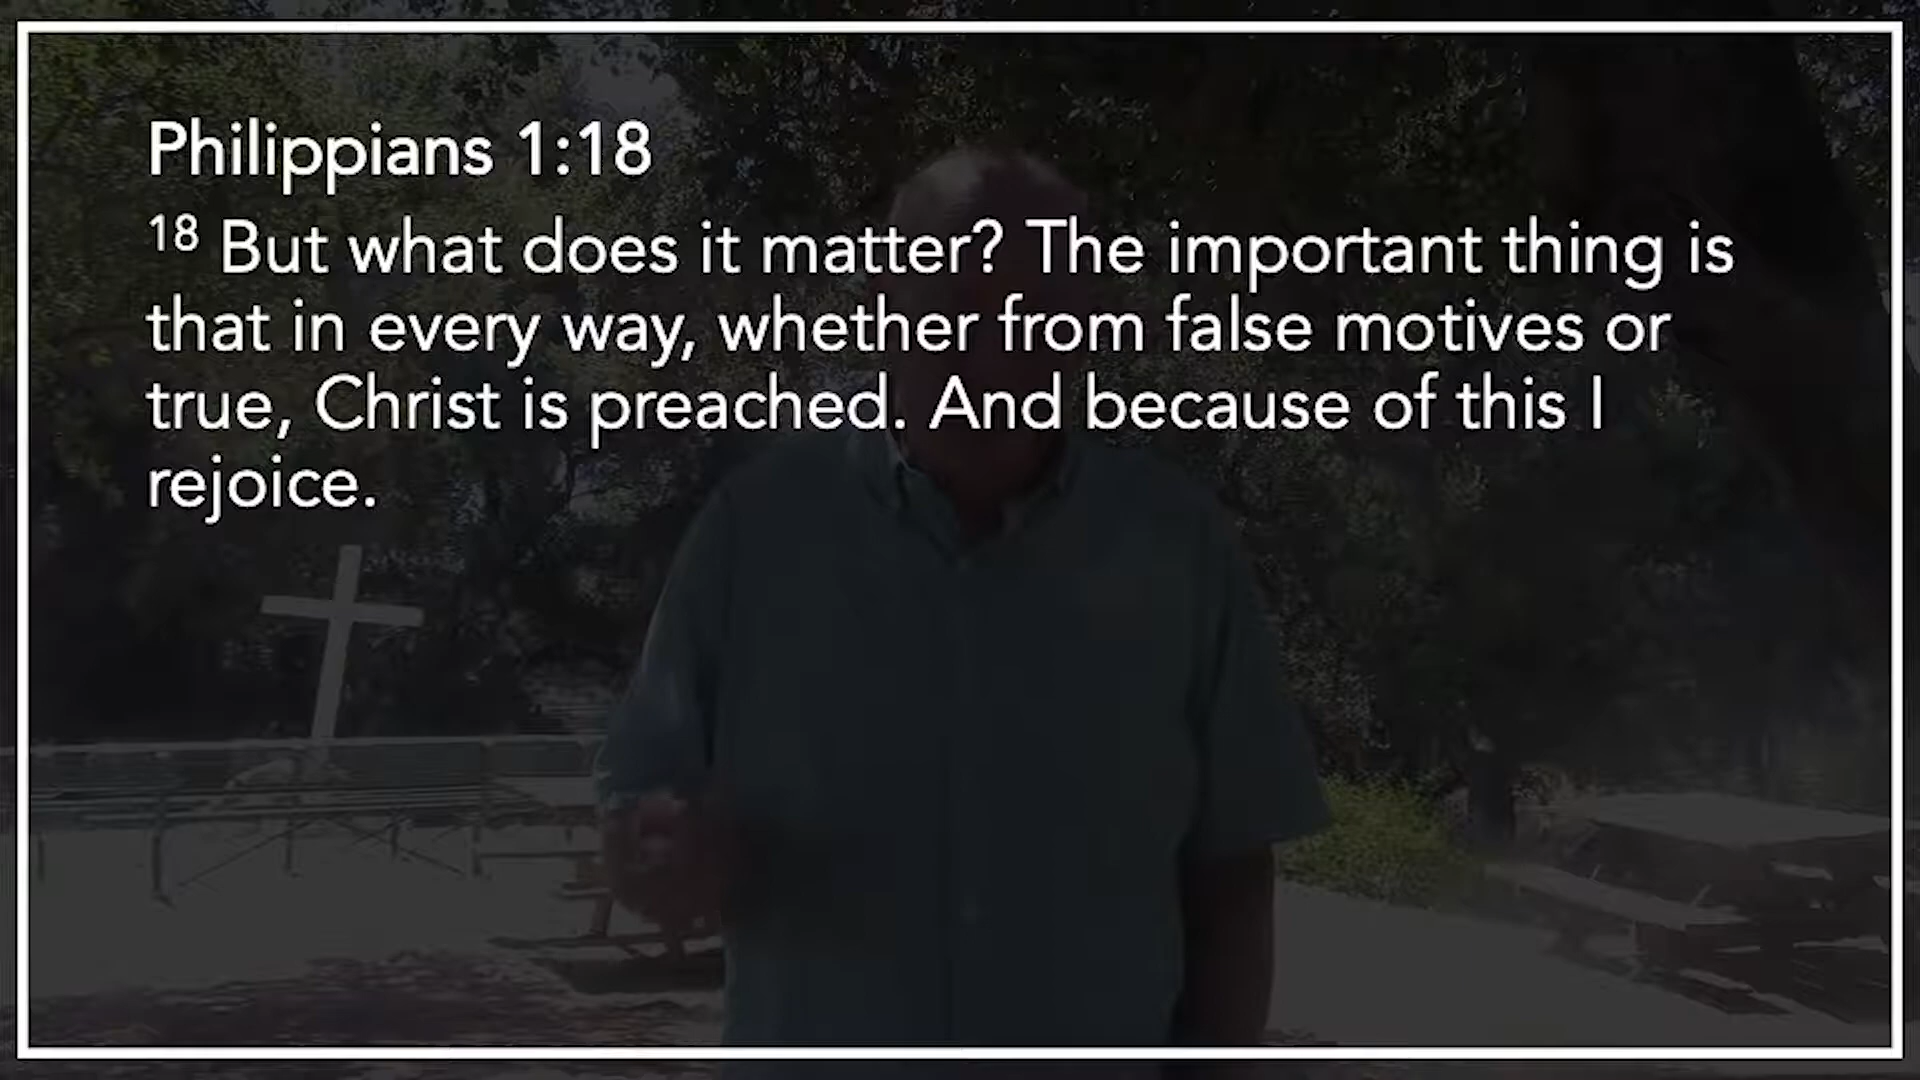 Philippians 1:18
18 But what does it matter? The important thing is
that in every way, whether from false motives or
true, Christ is preached. And because of this I
rejoice.